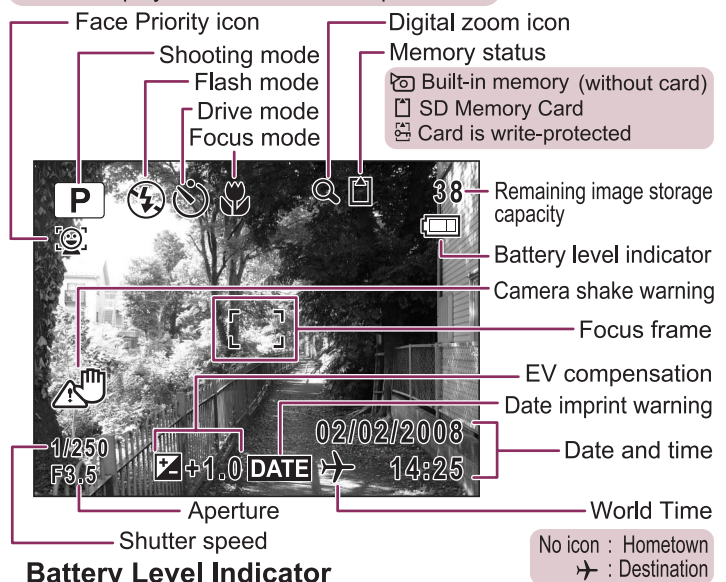 Face Priority icon
Digital zoom icon
Shooting mode
Memory status
Flash mode
Built-in memory (without card)
Drive mode
SD Memory Card
Focus mode
Card is write-protected
P
38
Remaining image storage
capacity
Battery level indicator
Camera shake warning
Focus frame
EV compensation
Date imprint warning
02/02/2008
Date and time
1/250
+1.0 DATE
14:25
F3.5
Aperture
World Time
Shutter speed
No icon : Hometown
: Destination
Battery Level Indicator